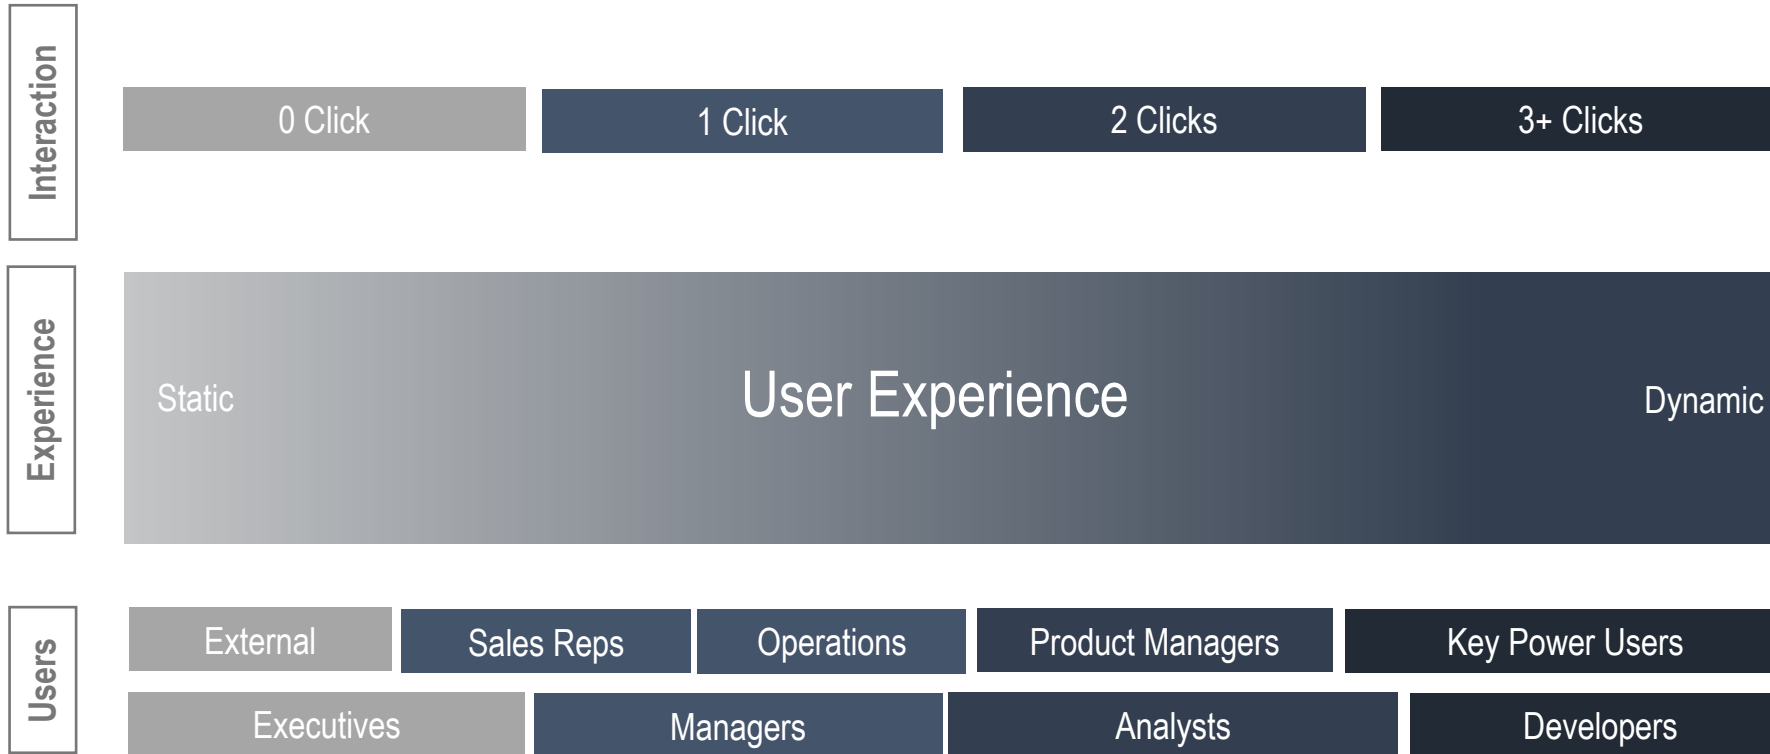 Interaction
0 Click
1 Click
2 Clicks
3+ Clicks
Experience
Static
User Experience
Dynamic
Users
External
Sales Reps
Operations
Product Managers
Key Power Users
Executives
Managers
Analysts
Developers